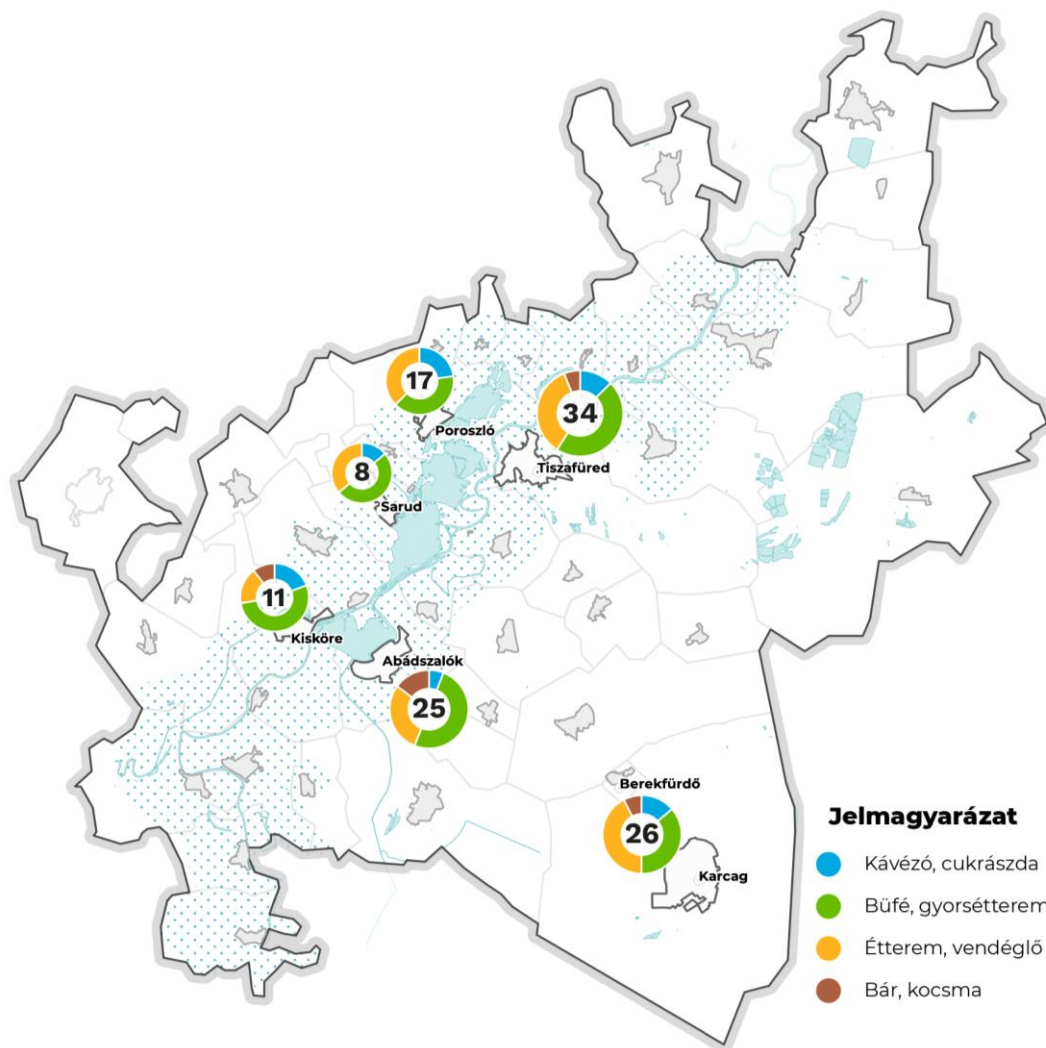 17
Poroszló
34
Tiszafüred
8
Sarud
11
Kisköre
Abádszalók
25
Berekfürdő
26
Karcag
Jelmagyarázat
Kávézó, cukrászda
Büfé, gyorsétterem
Étterem, vendéglő
Bár, kocsma